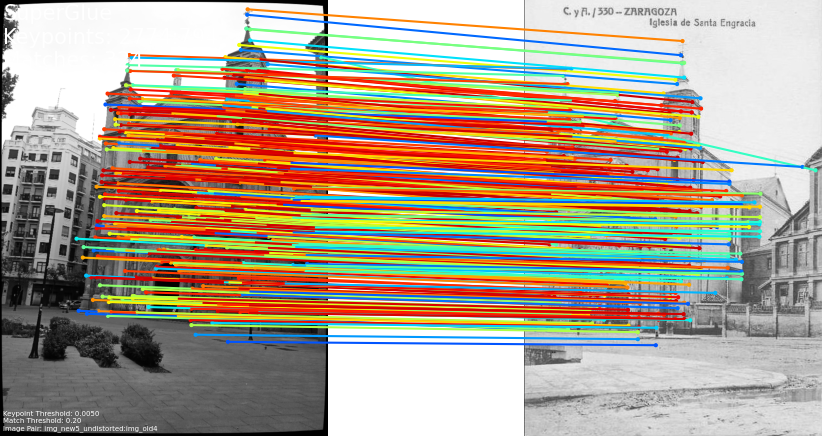 SuperGlue
Keypoints:
C. y A. / 330 – ZARAGOZA
Iglesia de Santa Engracia
Keypoint Threshold: 0.0050
Match Threshold: 0.20
Image Pair: img_new5_undistorted:img_old4